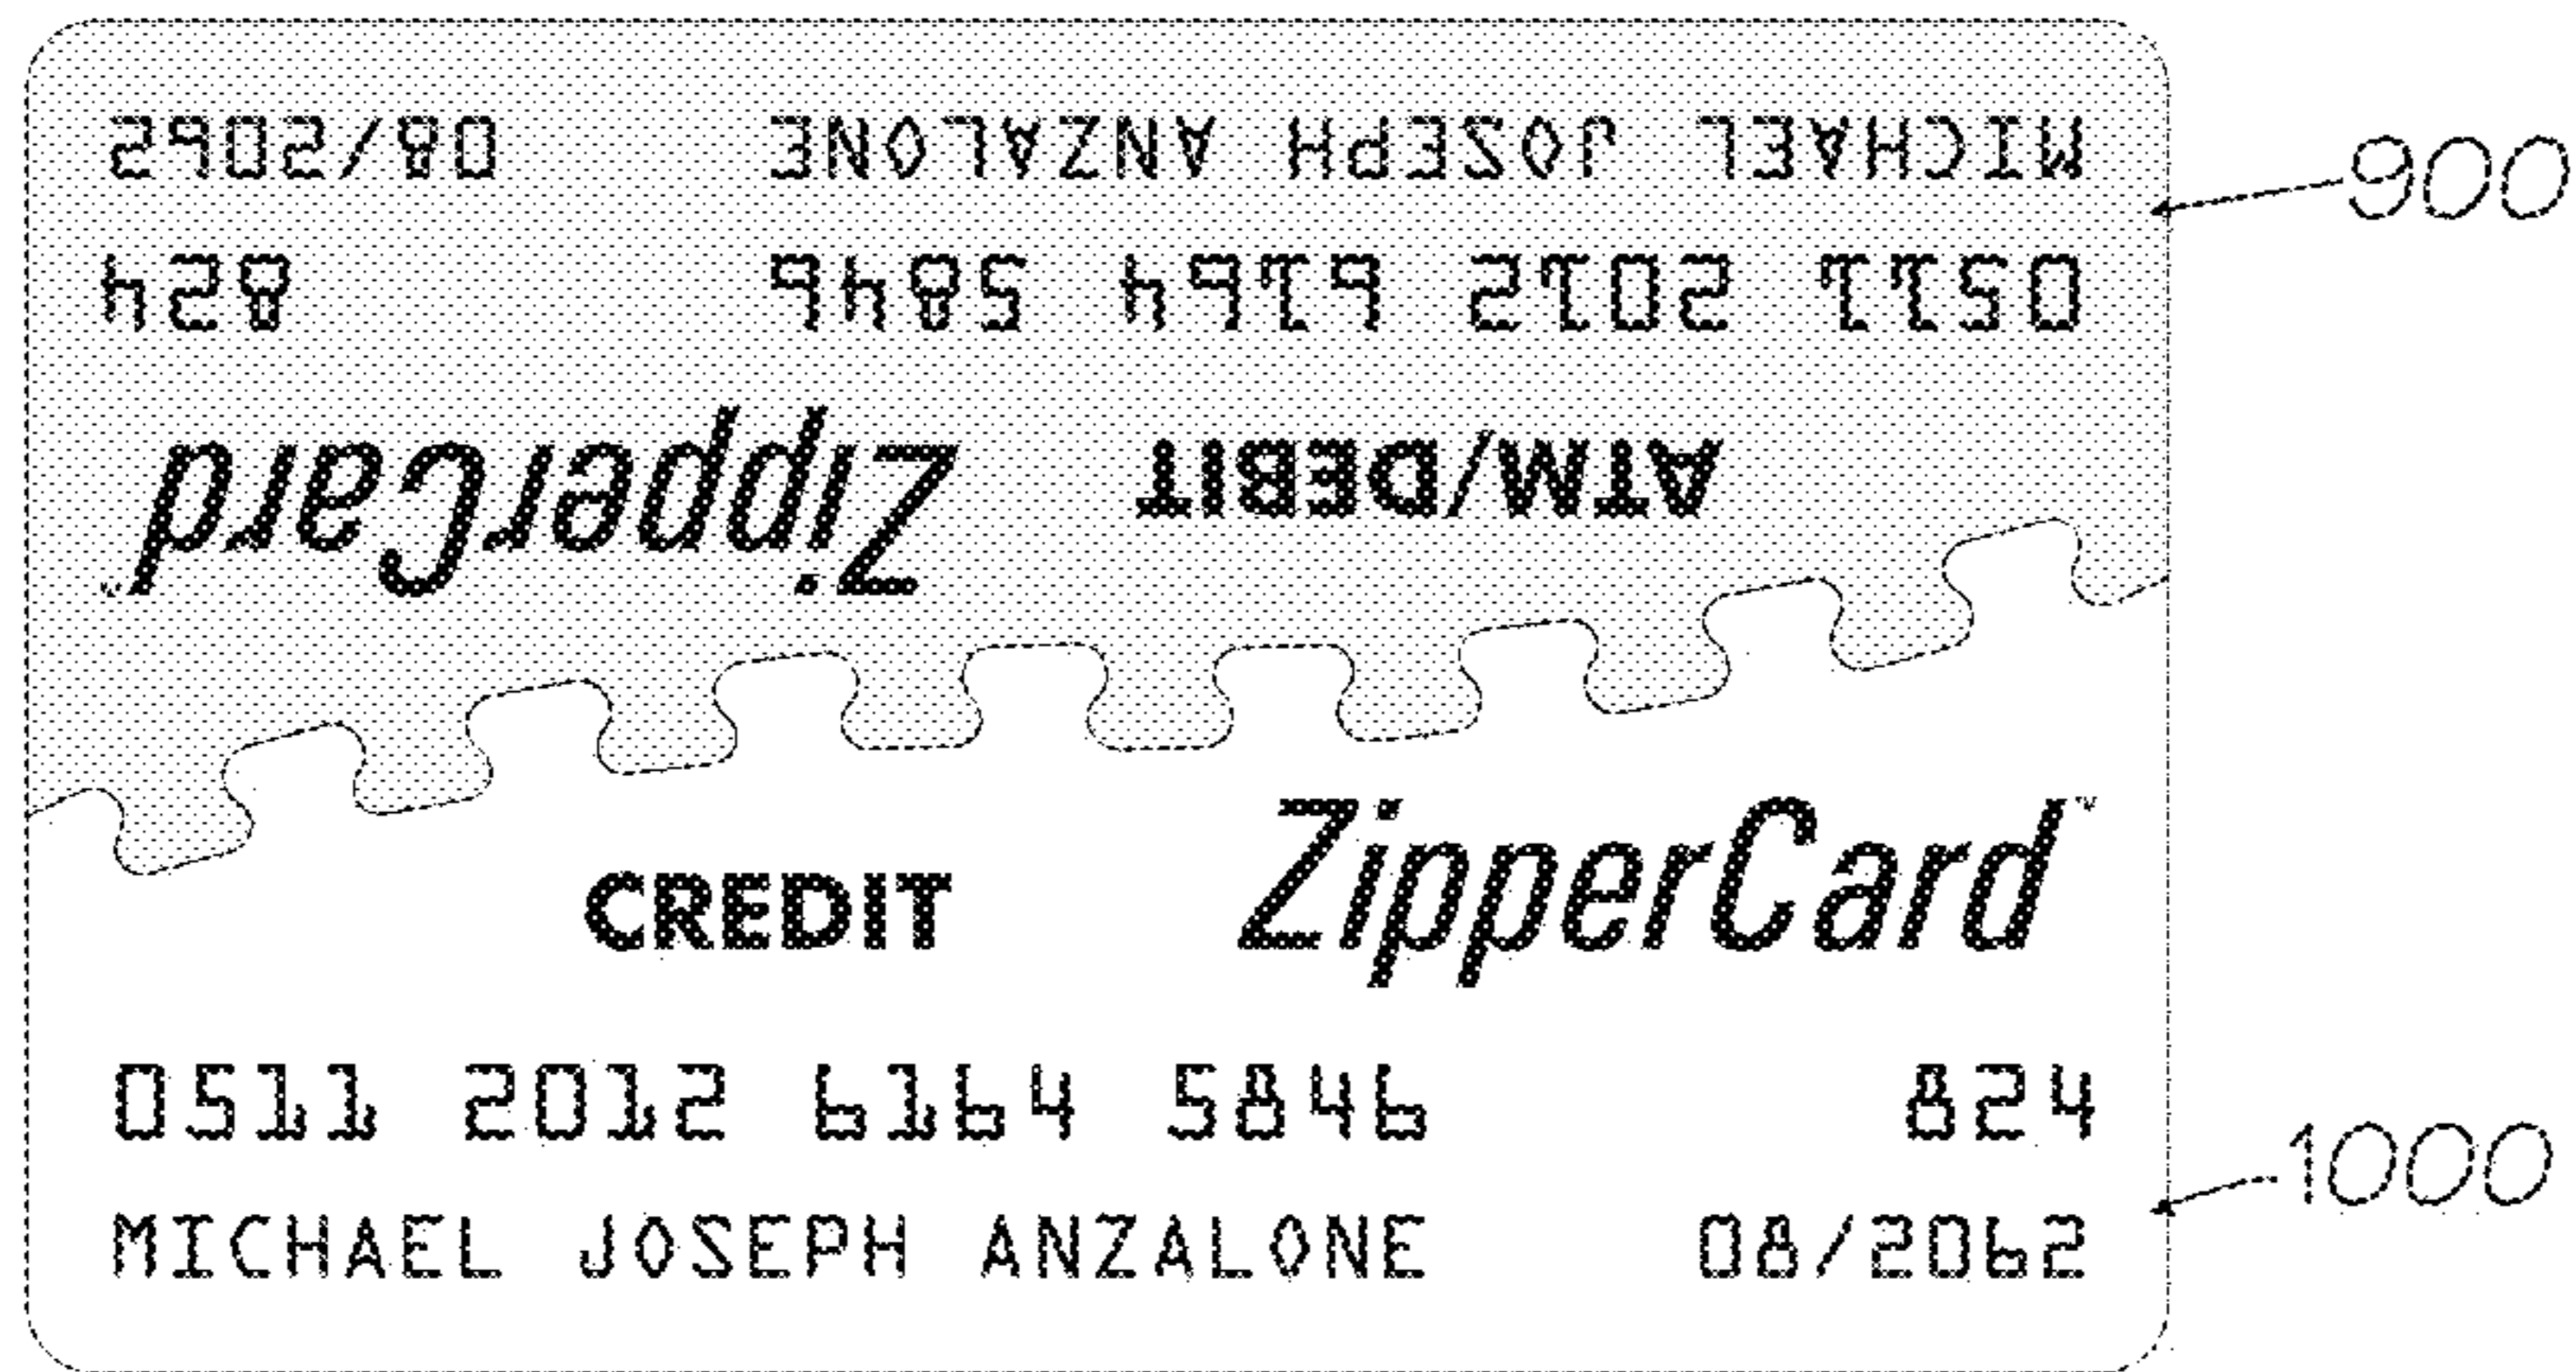 MICHAEL JOSEPH ANZALONE 08/2062
900
0511 2012 6164 5846 824
ATM/DEBIT ZipperCard™
CREDIT ZipperCard™
0511 2012 6164 5846 824
1000
MICHAEL JOSEPH ANZALONE 08/2062